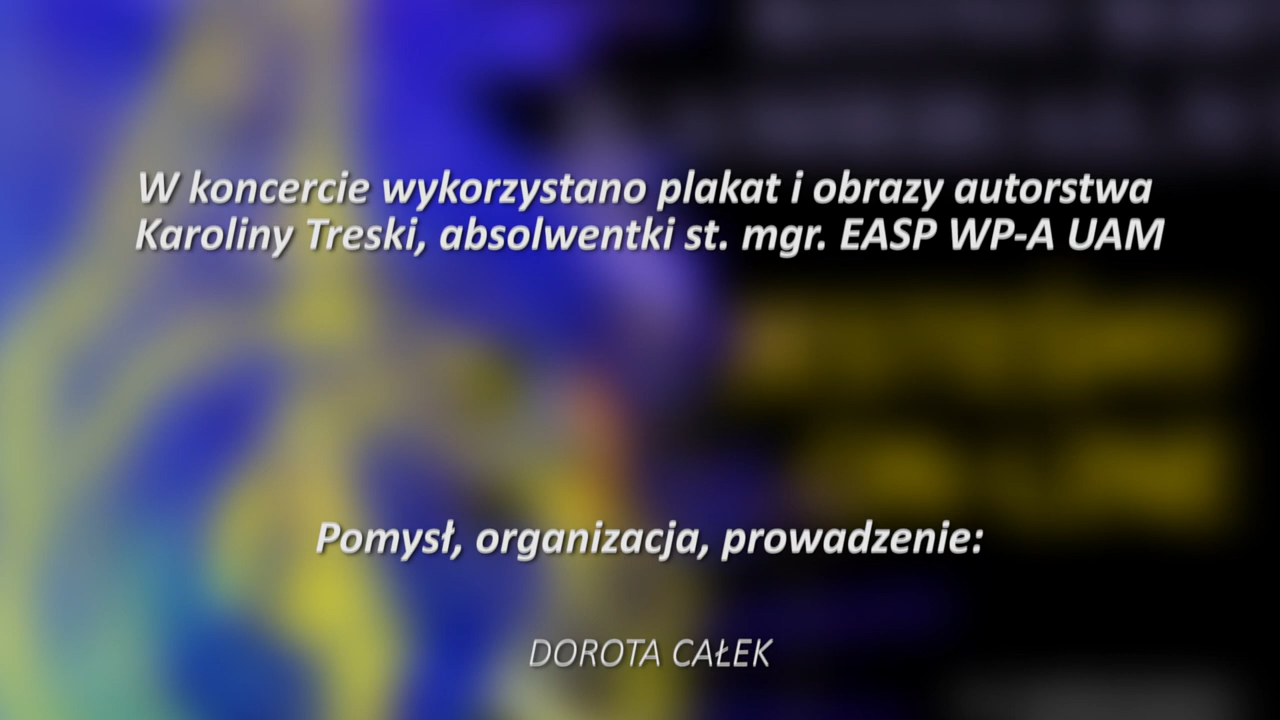 W koncercie wykorzystano plakat i obrazy autorstwa
Karoliny Treski, absolwentki st. mgr. EASP WP-A UAM
Pomysł, organizacja, prowadzenie:
DOROTA CAŁEK